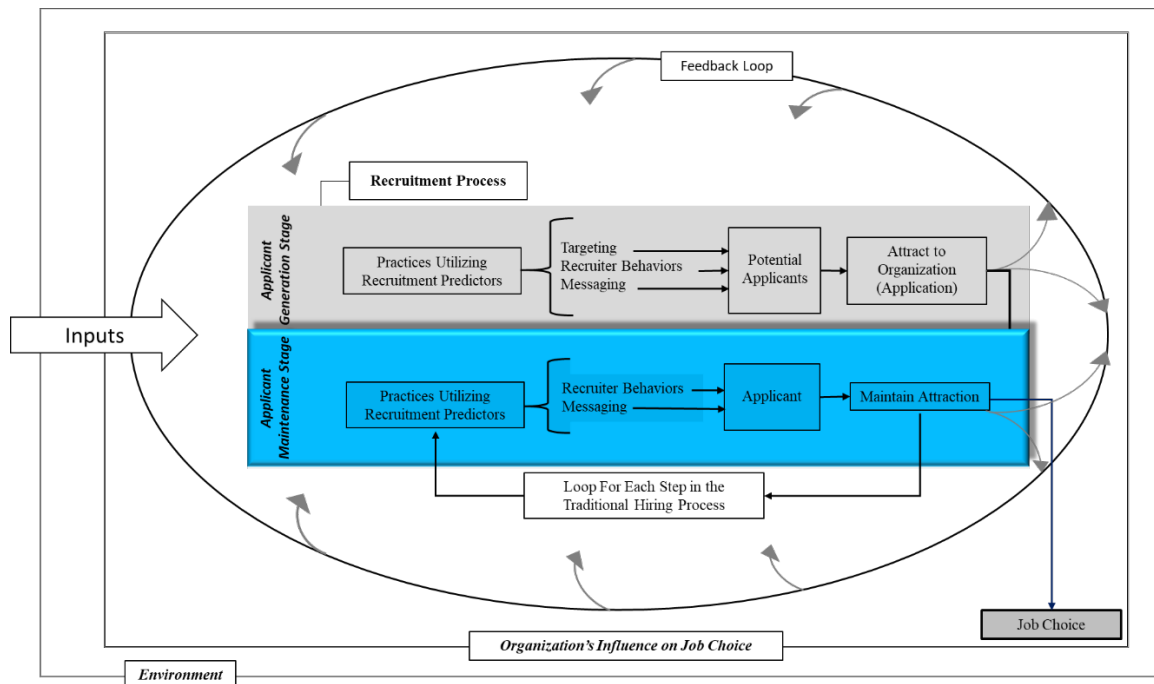 Feedback Loop
Recruitment Process
Applicant
Generation Stage
Practices Utilizing
Recruitment Predictors
Targeting
Recruiter Behaviors
Messaging
Potential
Applicants
Attract to
Organization
(Application)
Inputs
Applicant
Maintenance Stage
Practices Utilizing
Recruitment Predictors
Recruiter Behaviors
Messaging
Applicant
Maintain Attraction
Loop For Each Step in the
Traditional Hiring Process
Job Choice
Organization's Influence on Job Choice
Environment